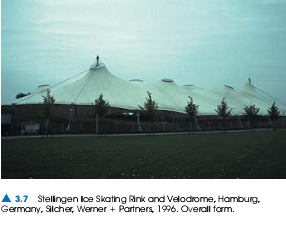 ▲ 3.7 Stellingen Ice Skating Rink and Velodrome, Hamburg,
Germany, Silcher, Werner + Partners, 1996. Overall form.